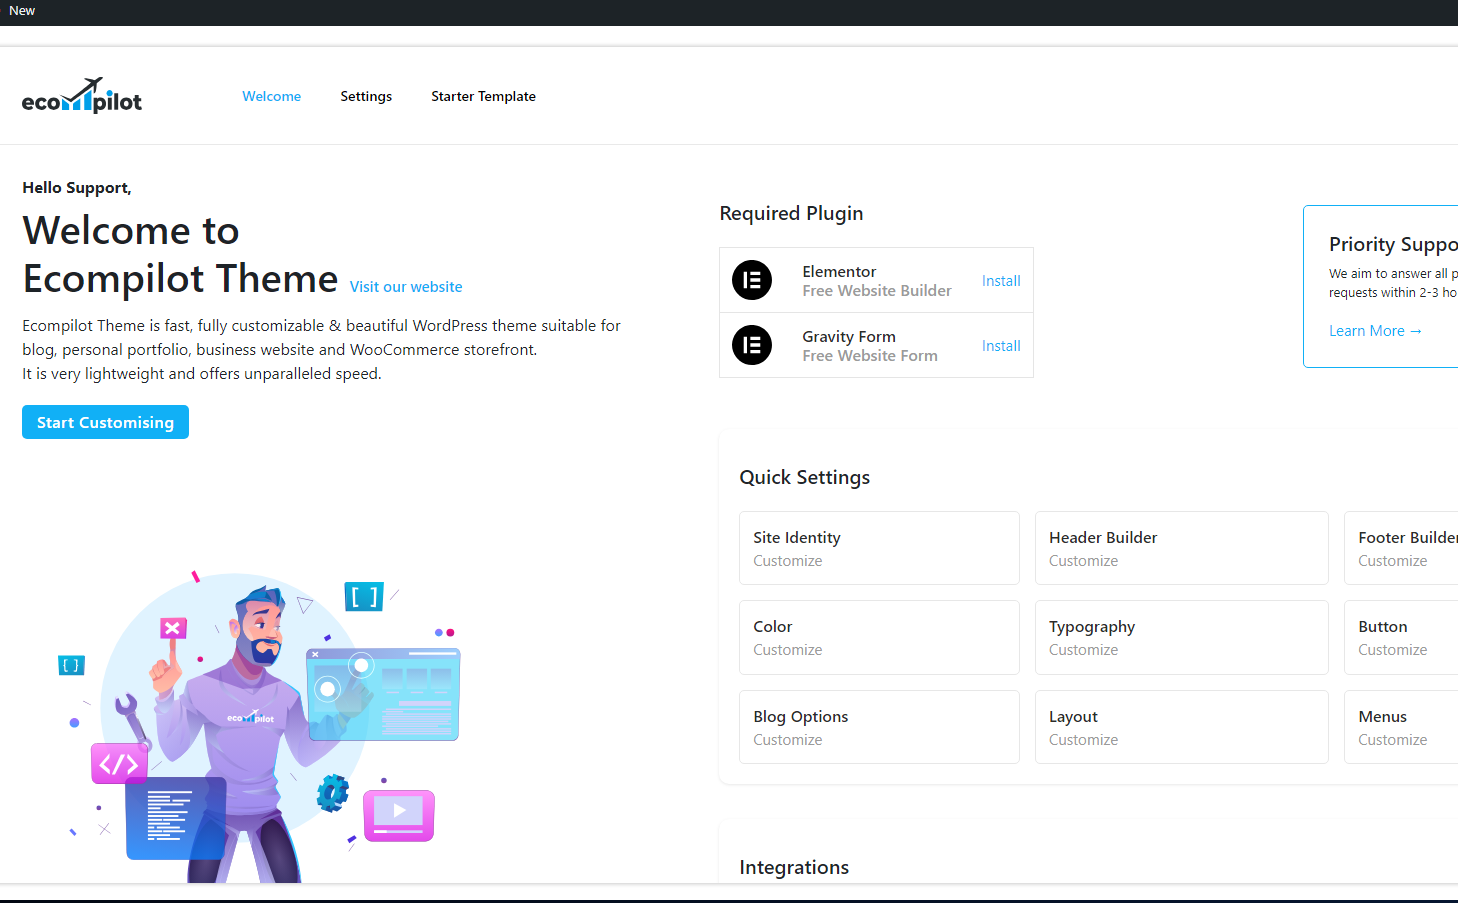 New
ecompilot
Welcome
Settings
Starter Template
Hello Support,
Welcome to
Ecompilot Theme
Visit our website
Ecompilot Theme is fast, fully customizable & beautiful WordPress theme suitable for
blog, personal portfolio, business website and WooCommerce storefront.
It is very lightweight and offers unparalleled speed.
Start Customising
[ ]
[ ]
ecompilot
</>
Required Plugin
Elementor
Free Website Builder
Install
Gravity Form
Free Website Form
Install
Priority Suppo
We aim to answer all p
requests within 2-3 ho
Learn More →
Quick Settings
Site Identity
Customize
Header Builder
Customize
Footer Builder
Customize
Color
Customize
Typography
Customize
Button
Customize
Blog Options
Customize
Layout
Customize
Menus
Customize
Integrations